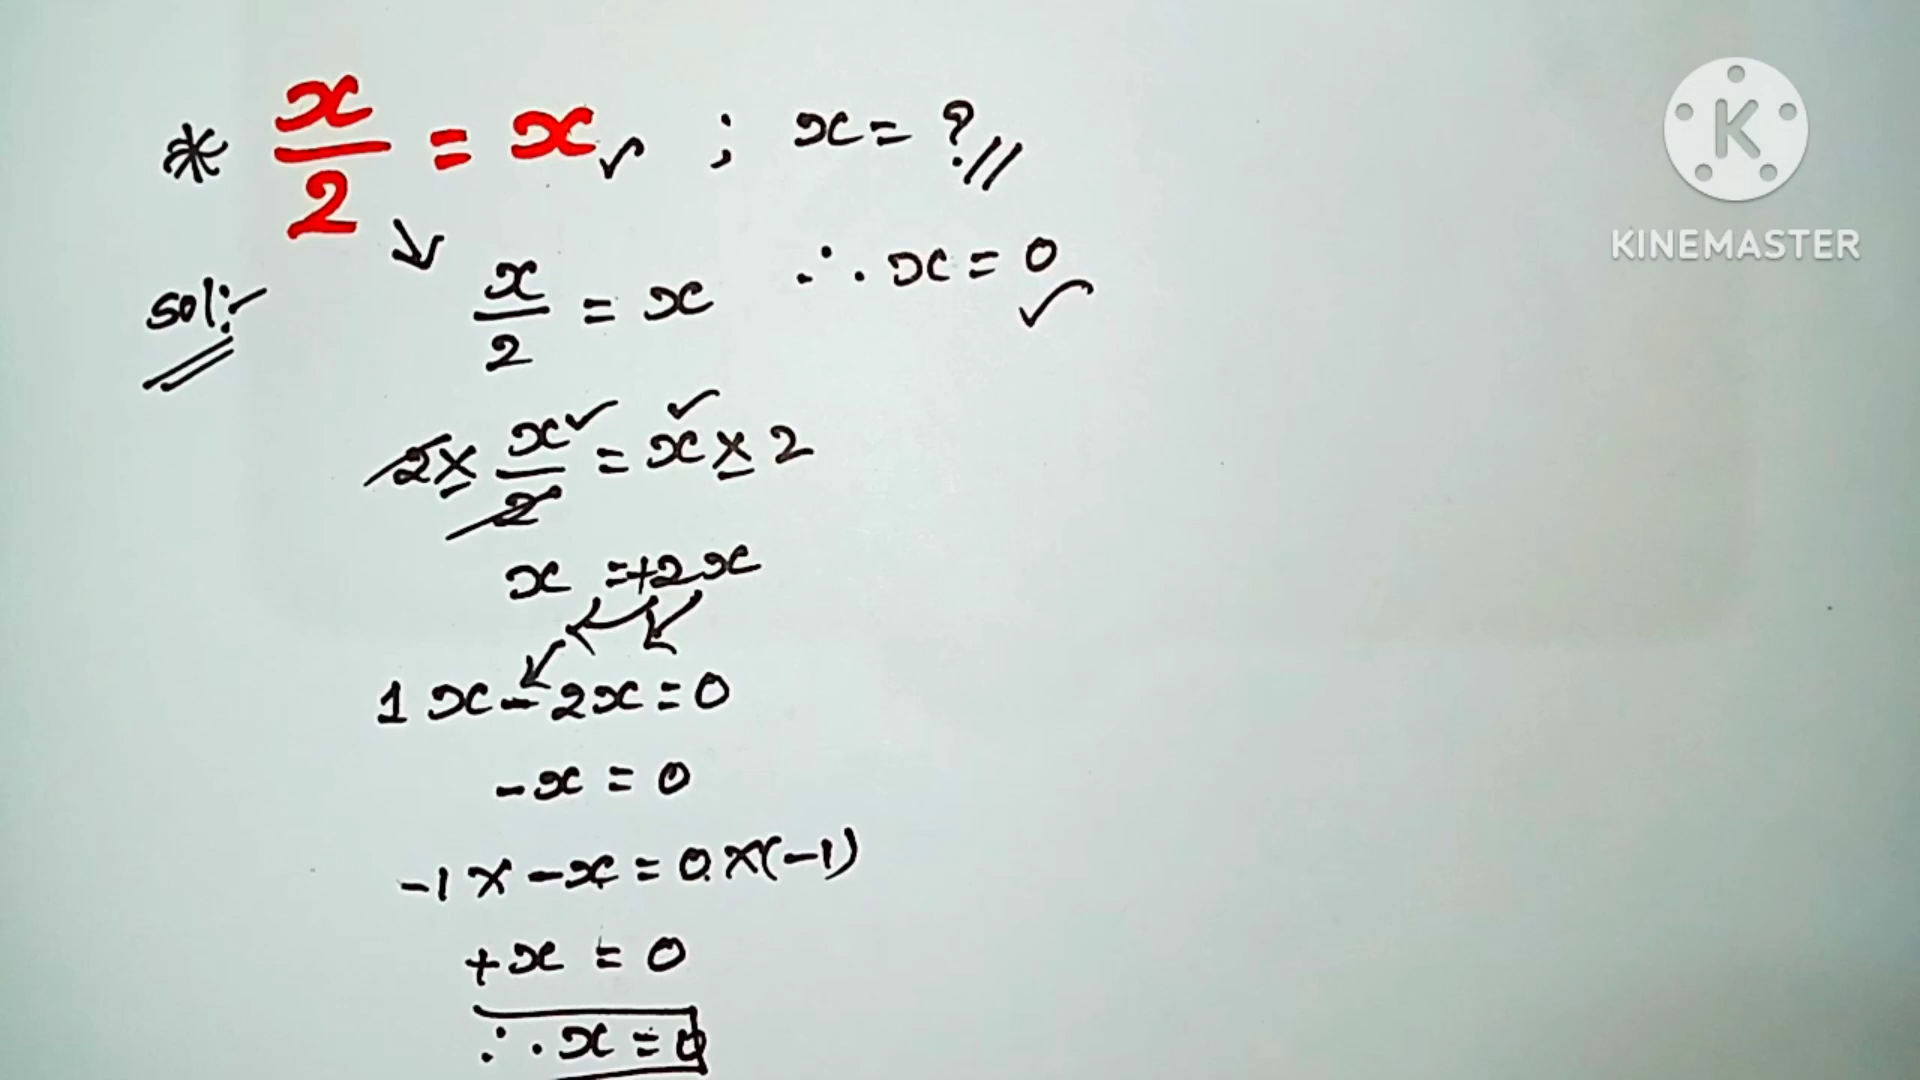 * x/2 = x ✓ ; x = ? //
K
KINEMASTER
sol:-
↘ x/2 = x
∴ x = 0 ✓
2 × x/2 = x × 2
x = +2x
1x - 2x = 0
-x = 0
-1 × -x = 0 × (-1)
+x = 0
∴ x = 0